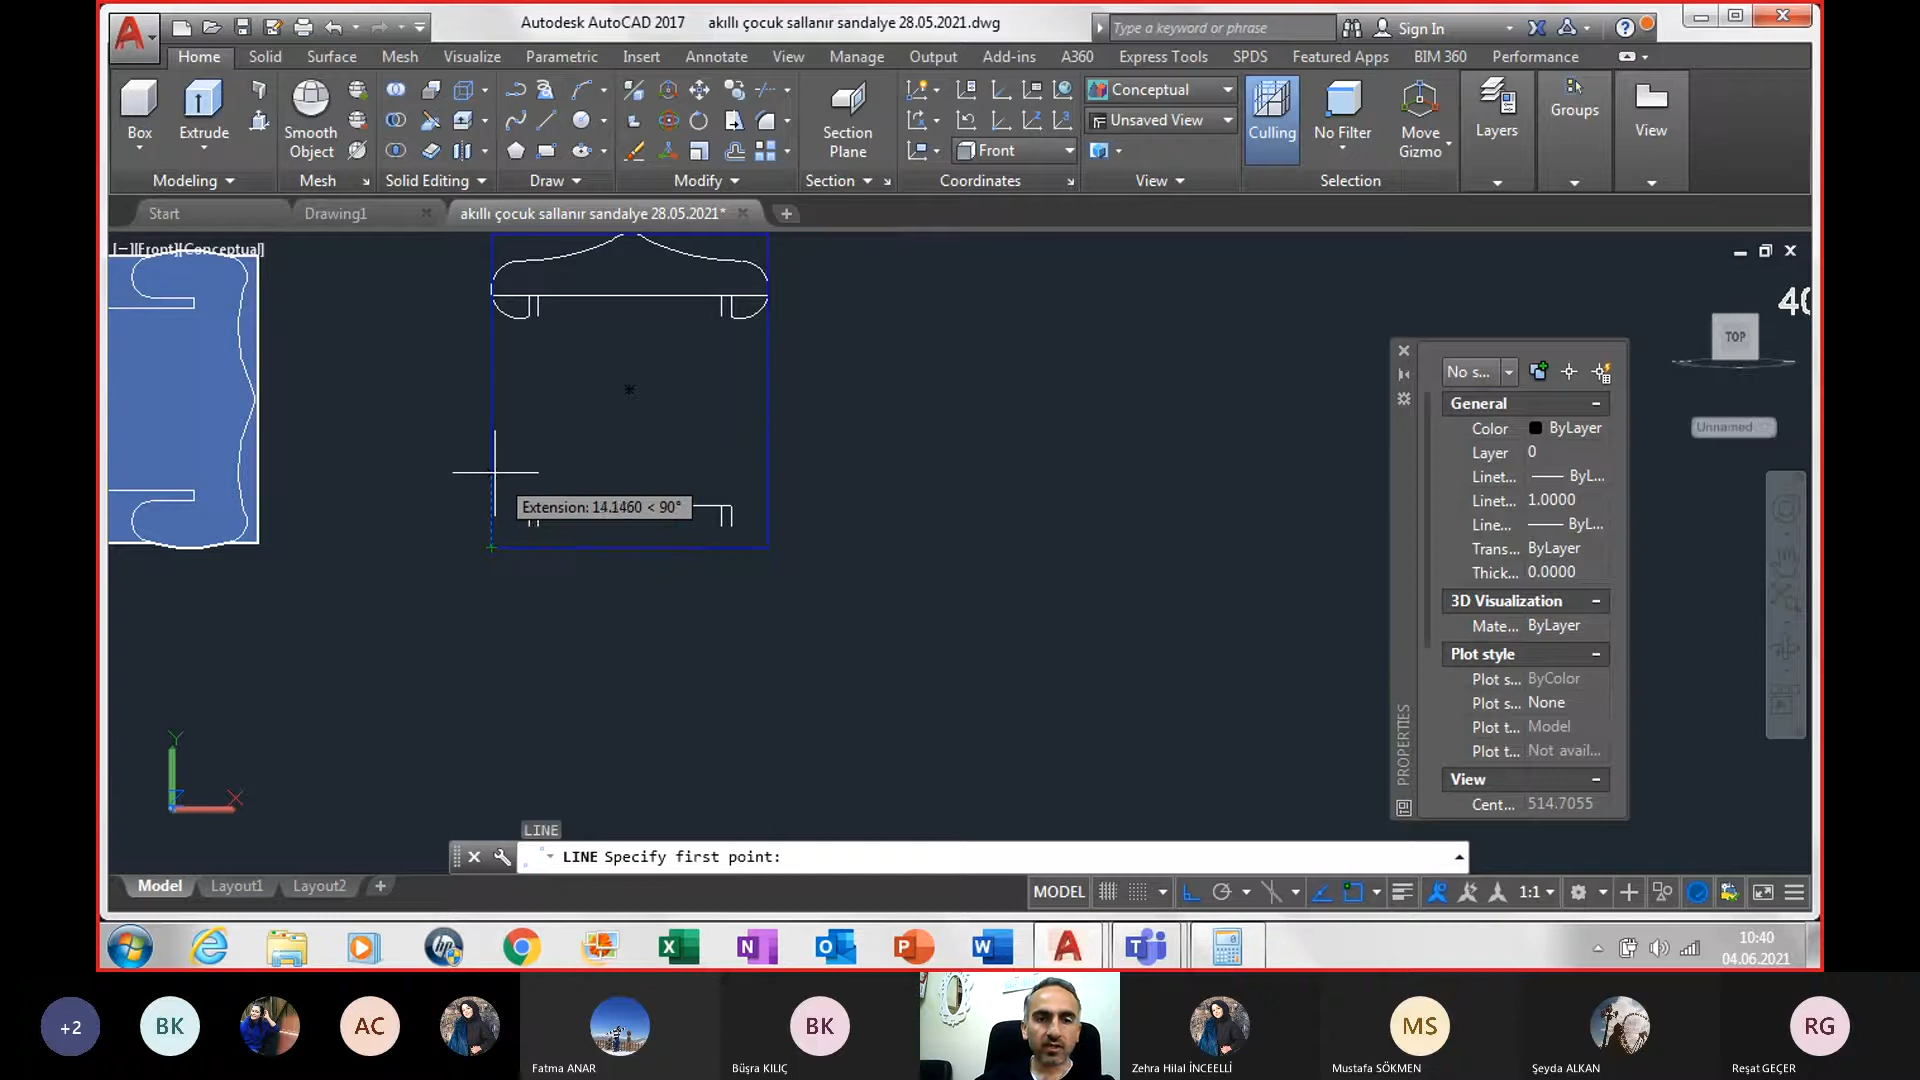 Autodesk AutoCAD 2017 akıllı çocuk sallanır sandalye 28.05.2021.dwg
Type a keyword or phrase
Sign In
Home Solid Surface Mesh Visualize Parametric Insert Annotate View Manage Output Add-ins A360 Express Tools SPDS Featured Apps BIM 360 Performance
Box
Extrude
Smooth Object
Section Plane
Front
Conceptual
Unsaved View
Culling
No Filter
Move Gizmo
Layers
Groups
View
Modeling Mesh Solid Editing Draw Modify Section Coordinates View Selection
Start Drawing1 akıllı çocuk sallanır sandalye 28.05.2021*
[−][Front][Conceptual]
40
TOP
Unnamed
Extension: 14.1460 < 90°
No s...
General
Color ByLayer
Layer 0
Linet... ByL...
Linet... 1.0000
Line... ByL...
Trans... ByLayer
Thick... 0.0000
3D Visualization
Mate... ByLayer
Plot style
Plot s... ByColor
Plot s... None
Plot t... Model
Plot t... Not avail...
View
Cent... 514.7055
PROPERTIES
Y
Z
X
LINE
LINE Specify first point:
Model Layout1 Layout2
MODEL 1:1
10:40
04.06.2021
+2
BK
AC
Fatma ANAR
BK
Büşra KILIÇ
Zehra Hilal İNCEELLİ
MS
Mustafa SÖKMEN
Şeyda ALKAN
RG
Reşat GEÇER